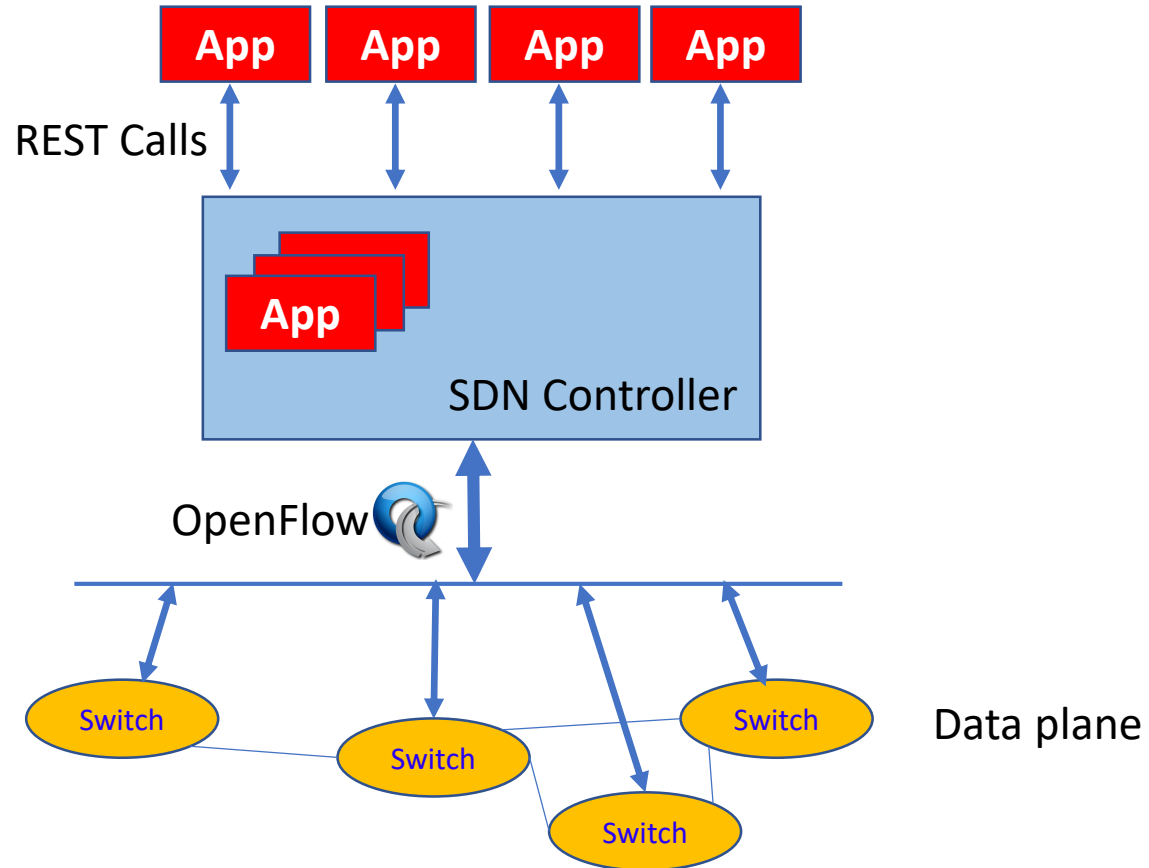 App
App
App
App
REST Calls
App
SDN Controller
OpenFlow
Switch
Switch
Switch
Switch
Data plane